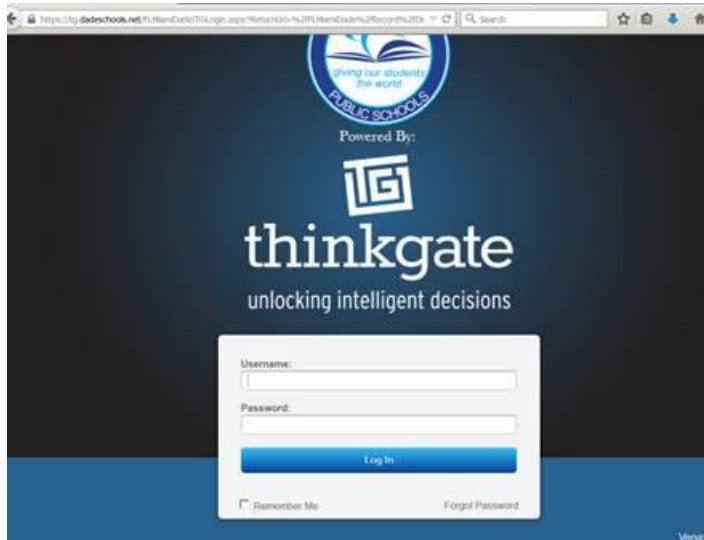 https://tg.dadeschools.net/FLMiamiDade/TGLogin.aspx?ReturnUrl=%2FFLMiamiDade%2FRecord%2FDi
Search
giving our students
the world
PUBLIC SCHOOLS
Powered By:
TG
thinkgate
unlocking intelligent decisions
Username:
Password:
Log In
Remember Me
Forgot Password